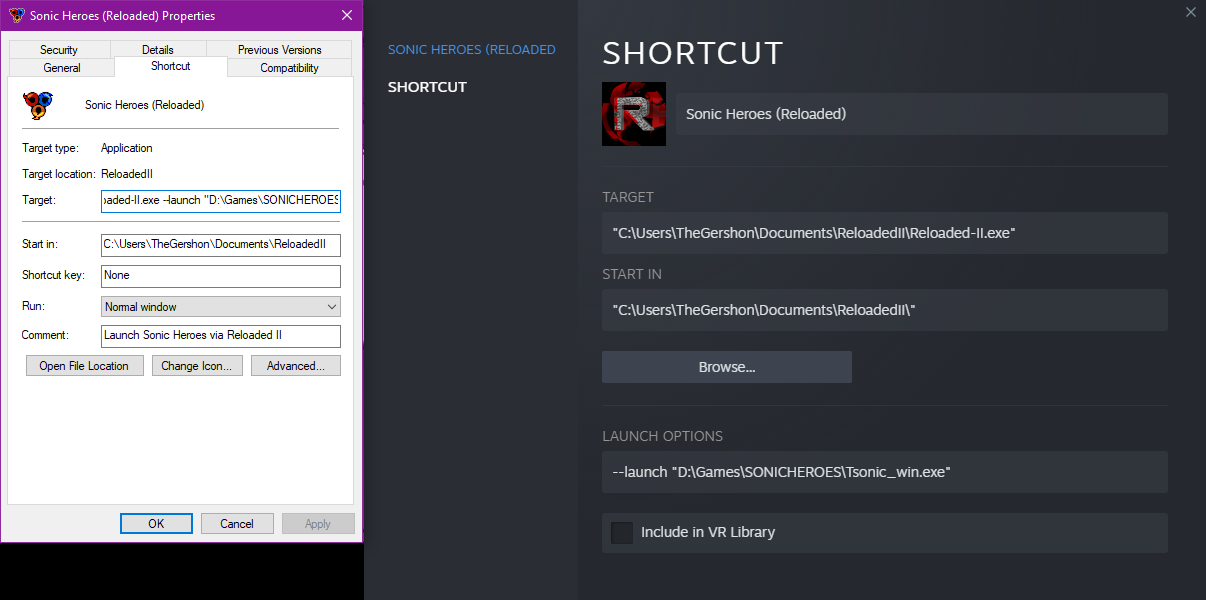 Sonic Heroes (Reloaded) Properties
Security Details Previous Versions
General Shortcut Compatibility
Sonic Heroes (Reloaded)
Target type: Application
Target location: ReloadedII
Target: oaded-II.exe --launch "D:\Games\SONICHEROES
Start in: C:\Users\TheGershon\Documents\ReloadedII
Shortcut key: None
Run: Normal window
Comment: Launch Sonic Heroes via Reloaded II
Open File Location Change Icon... Advanced...
OK Cancel Apply
SONIC HEROES (RELOADED
SHORTCUT
SHORTCUT
R
Sonic Heroes (Reloaded)
TARGET
"C:\Users\TheGershon\Documents\ReloadedII\Reloaded-II.exe"
START IN
"C:\Users\TheGershon\Documents\ReloadedII\"
Browse...
LAUNCH OPTIONS
--launch "D:\Games\SONICHEROES\Tsonic_win.exe"
Include in VR Library